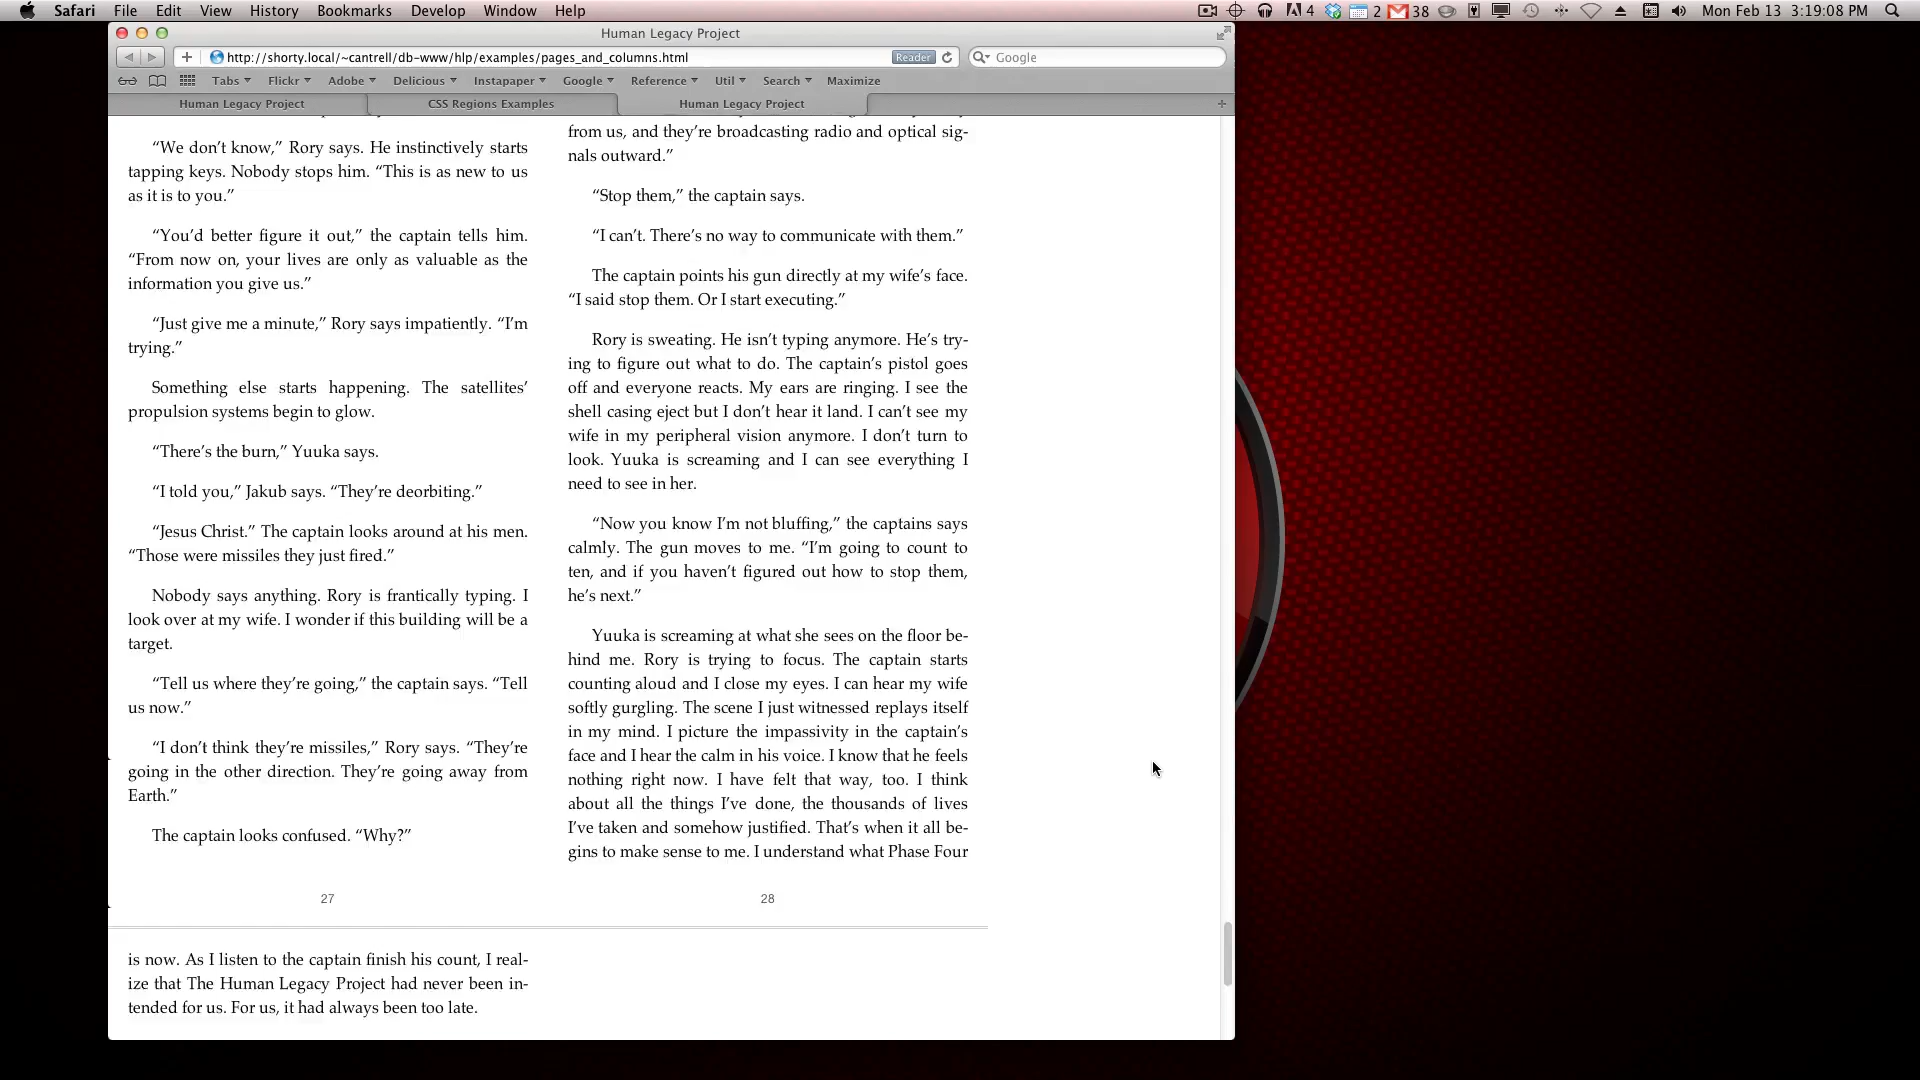 Safari File Edit View History Bookmarks Develop Window Help 4 2 38 Mon Feb 13 3:19:08 PM
Human Legacy Project
http://shorty.local/~cantrell/db-www/hlp/examples/pages_and_columns.html Reader Google
Tabs Flickr Adobe Delicious Instapaper Google Reference Util Search Maximize
Human Legacy Project CSS Regions Examples Human Legacy Project
“We don’t know,” Rory says. He instinctively starts
tapping keys. Nobody stops him. “This is as new to us
as it is to you.”
“You’d better figure it out,” the captain tells him.
“From now on, your lives are only as valuable as the
information you give us.”
“Just give me a minute,” Rory says impatiently. “I’m
trying.”
Something else starts happening. The satellites’
propulsion systems begin to glow.
“There’s the burn,” Yuuka says.
“I told you,” Jakub says. “They’re deorbiting.”
“Jesus Christ.” The captain looks around at his men.
“Those were missiles they just fired.”
Nobody says anything. Rory is frantically typing. I
look over at my wife. I wonder if this building will be a
target.
“Tell us where they’re going,” the captain says. “Tell
us now.”
“I don’t think they’re missiles,” Rory says. “They’re
going in the other direction. They’re going away from
Earth.”
The captain looks confused. “Why?”
27
from us, and they’re broadcasting radio and optical sig-
nals outward.”
“Stop them,” the captain says.
“I can’t. There’s no way to communicate with them.”
The captain points his gun directly at my wife’s face.
“I said stop them. Or I start executing.”
Rory is sweating. He isn’t typing anymore. He’s try-
ing to figure out what to do. The captain’s pistol goes
off and everyone reacts. My ears are ringing. I see the
shell casing eject but I don’t hear it land. I can’t see my
wife in my peripheral vision anymore. I don’t turn to
look. Yuuka is screaming and I can see everything I
need to see in her.
“Now you know I’m not bluffing,” the captains says
calmly. The gun moves to me. “I’m going to count to
ten, and if you haven’t figured out how to stop them,
he’s next.”
Yuuka is screaming at what she sees on the floor be-
hind me. Rory is trying to focus. The captain starts
counting aloud and I close my eyes. I can hear my wife
softly gurgling. The scene I just witnessed replays itself
in my mind. I picture the impassivity in the captain’s
face and I hear the calm in his voice. I know that he feels
nothing right now. I have felt that way, too. I think
about all the things I’ve done, the thousands of lives
I’ve taken and somehow justified. That’s when it all be-
gins to make sense to me. I understand what Phase Four
28
is now. As I listen to the captain finish his count, I real-
ize that The Human Legacy Project had never been in-
tended for us. For us, it had always been too late.